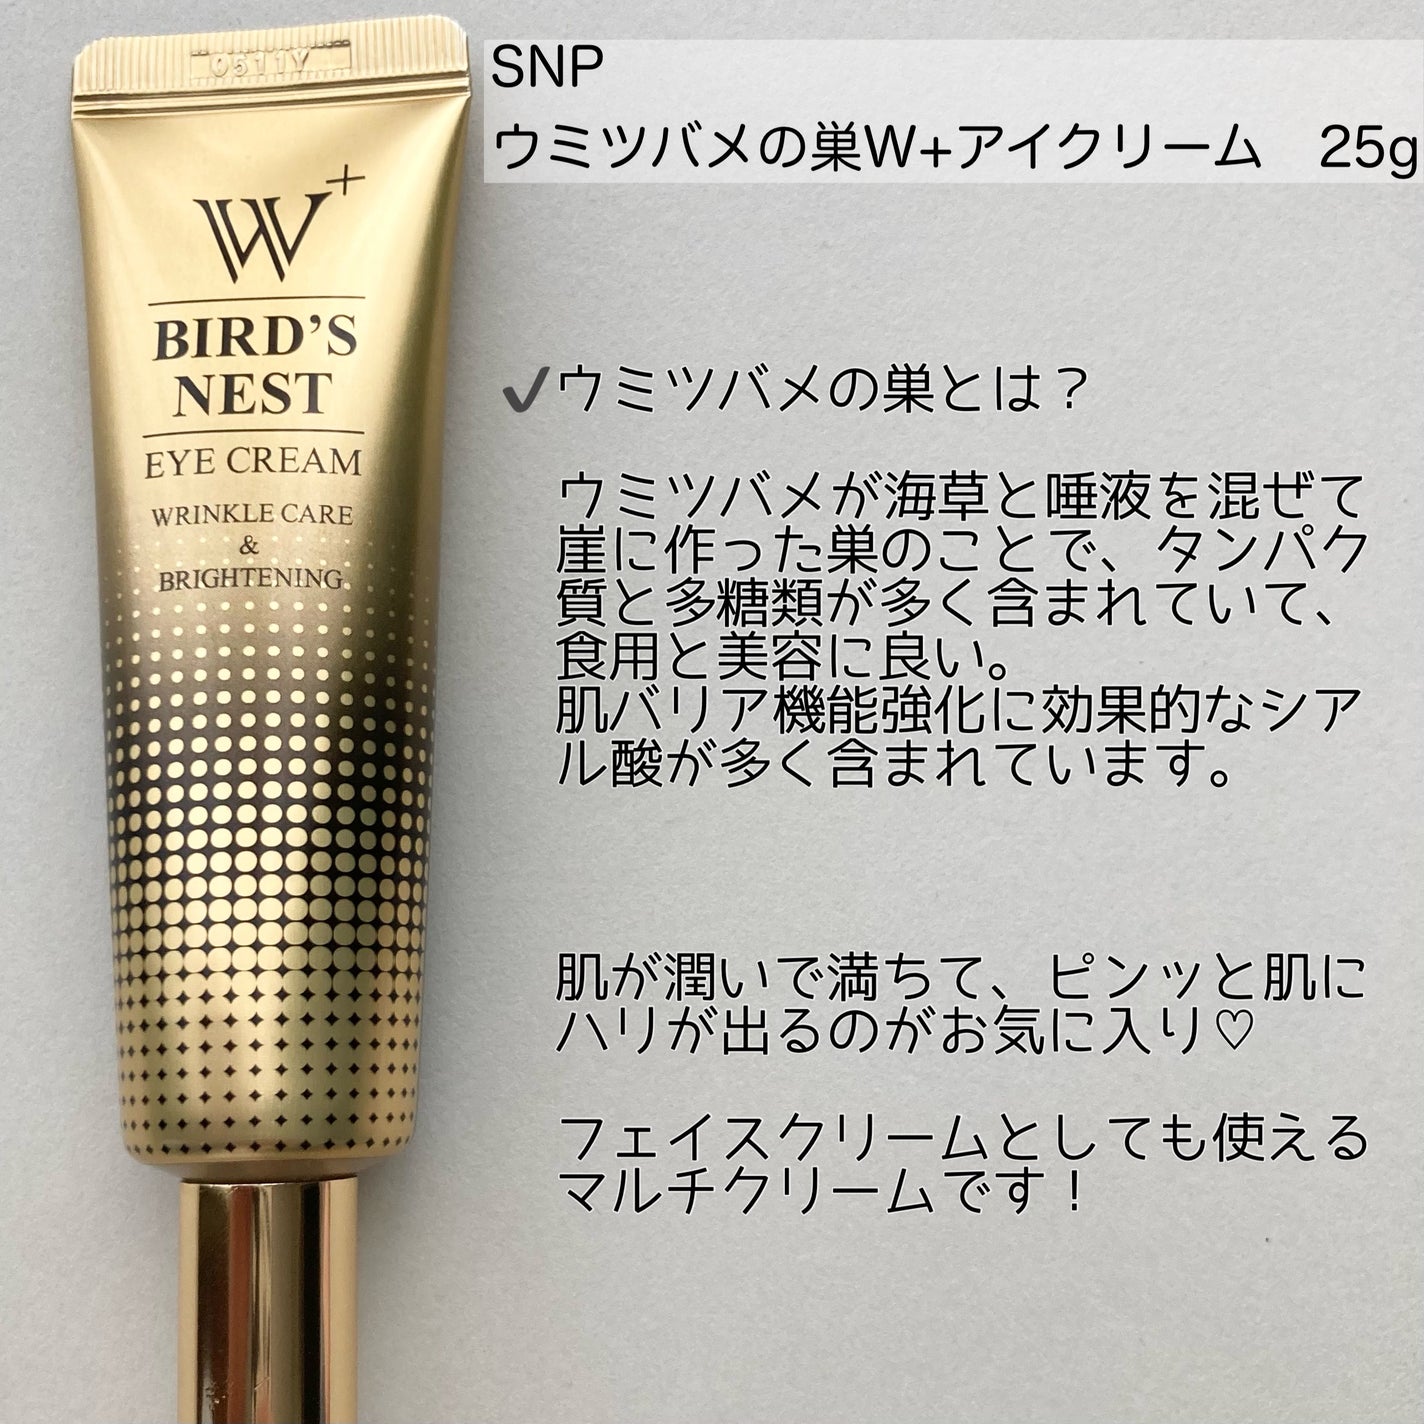 0511Y
W+
BIRD'S
NEST
EYE CREAM
WRINKLE CARE
&
BRIGHTENING
SNP
ウミツバメの巣W+アイクリーム 25g
✔ウミツバメの巣とは？
ウミツバメが海草と唾液を混ぜて
崖に作った巣のことで、タンパク
質と多糖類が多く含まれていて、
食用と美容に良い。
肌バリア機能強化に効果的なシア
ル酸が多く含まれています。
肌が潤いで満ちて、ピンッと肌に
ハリが出るのがお気に入り♡
フェイスクリームとしても使える
マルチクリームです！